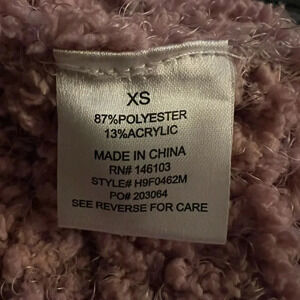 XS
87%POLYESTER
13%ACRYLIC
MADE IN CHINA
RN# 146103
STYLE# H9F0462M
PO# 203064
SEE REVERSE FOR CARE